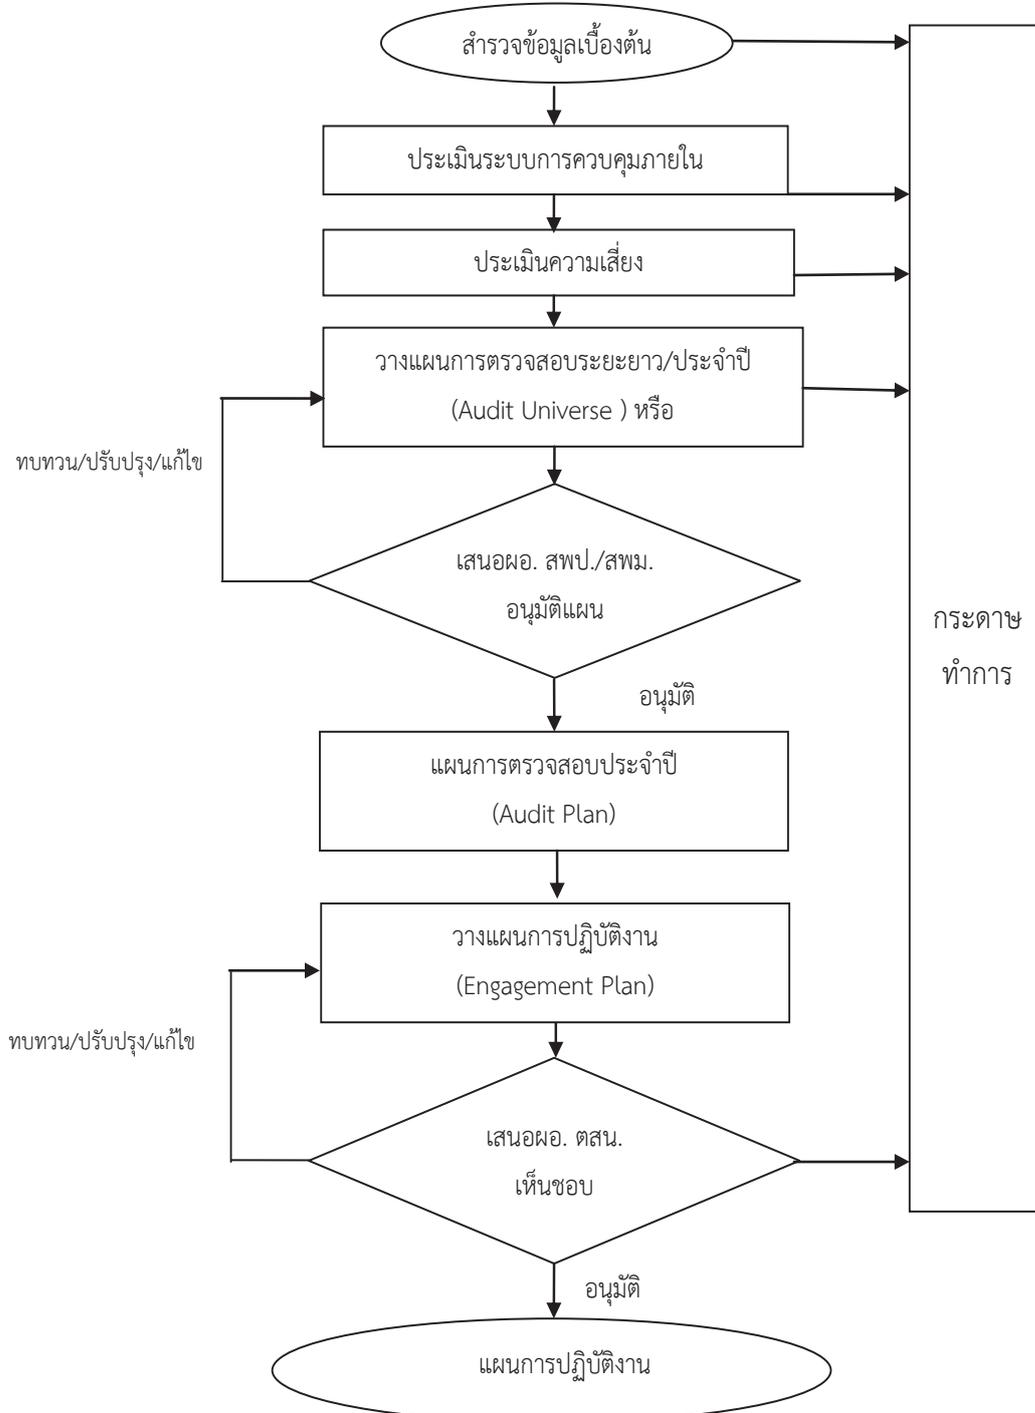 สำรวจข้อมูลเบื้องต้น
ประเมินระบบการควบคุมภายใน
ประเมินความเสี่ยง
วางแผนการตรวจสอบระยะยาว/ประจำปี
(Audit Universe ) หรือ
ทบทวน/ปรับปรุง/แก้ไข
เสนอผอ. สพป./สพม.
อนุมัติแผน
กระดาษ
ทำการ
อนุมัติ
แผนการตรวจสอบประจำปี
(Audit Plan)
วางแผนการปฏิบัติงาน
(Engagement Plan)
ทบทวน/ปรับปรุง/แก้ไข
เสนอผอ. ตสน.
เห็นชอบ
อนุมัติ
แผนการปฏิบัติงาน